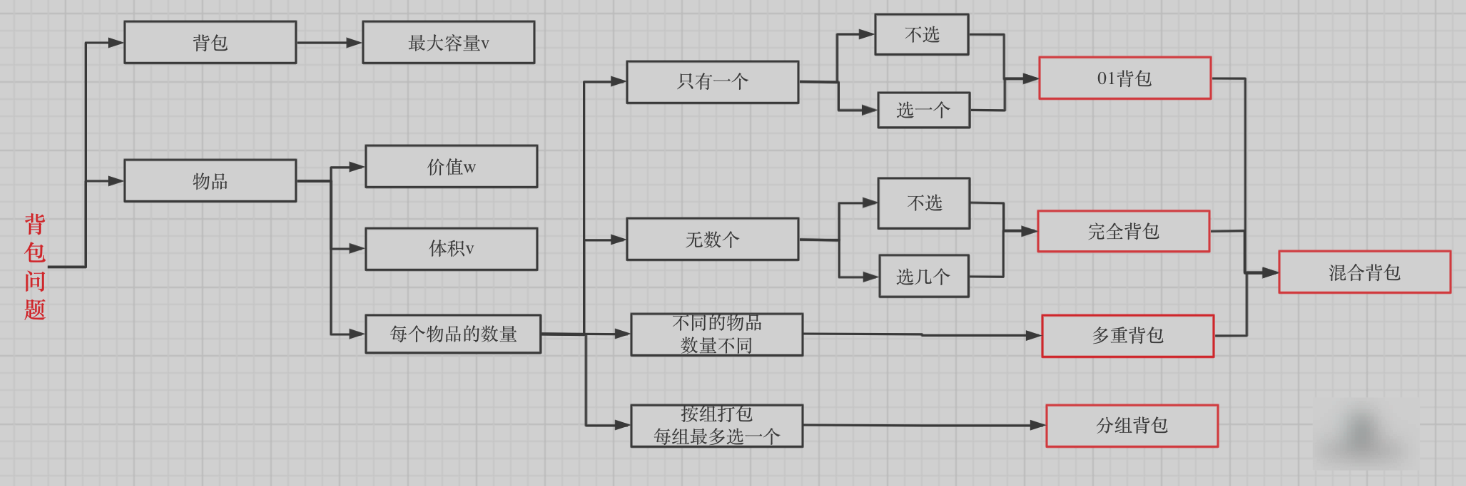 背包问题
背包
最大容量v
物品
价值w
体积v
每个物品的数量
只有一个
不选
选一个
01背包
无数个
不选
选几个
完全背包
不同的物品
数量不同
多重背包
混合背包
按组打包
每组最多选一个
分组背包